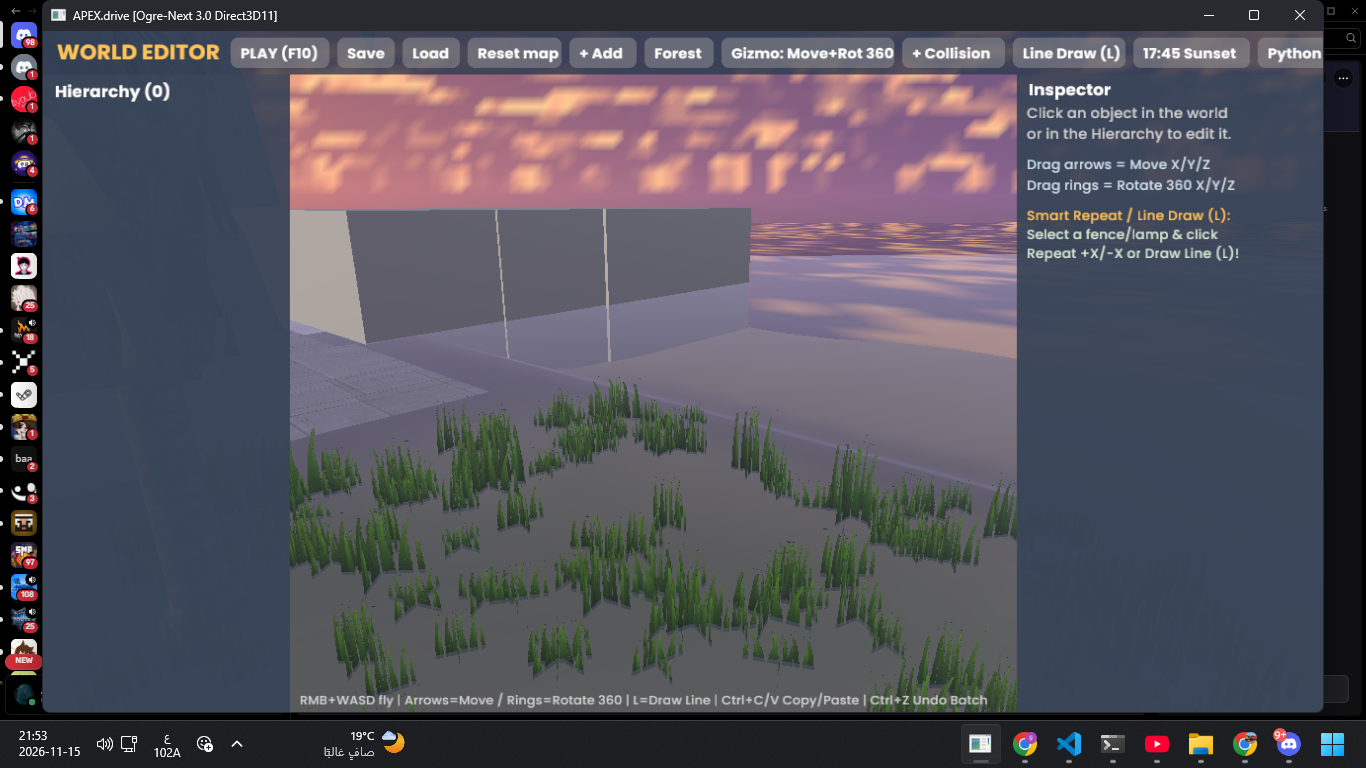 APEX.drive [Ogre-Next 3.0 Direct3D11]
WORLD EDITOR
PLAY (F10)
Save
Load
Reset map
+ Add
Forest
Gizmo: Move+Rot 360
+ Collision
Line Draw (L)
17:45 Sunset
Python
Hierarchy (0)
Inspector
Click an object in the world
or in the Hierarchy to edit it.
Drag arrows = Move X/Y/Z
Drag rings = Rotate 360 X/Y/Z
Smart Repeat / Line Draw (L):
Select a fence/lamp & click
Repeat +X/-X or Draw Line (L)!
RMB+WASD fly | Arrows=Move / Rings=Rotate 360 | L=Draw Line | Ctrl+C/V Copy/Paste | Ctrl+Z Undo Batch
98
1
1
1
4
DM
6
25
18
5
1
baa
2
3
97
108
25
NEW
21:53
2026-11-15
ع
102A
19°C
صافٍ غالبًا
9+